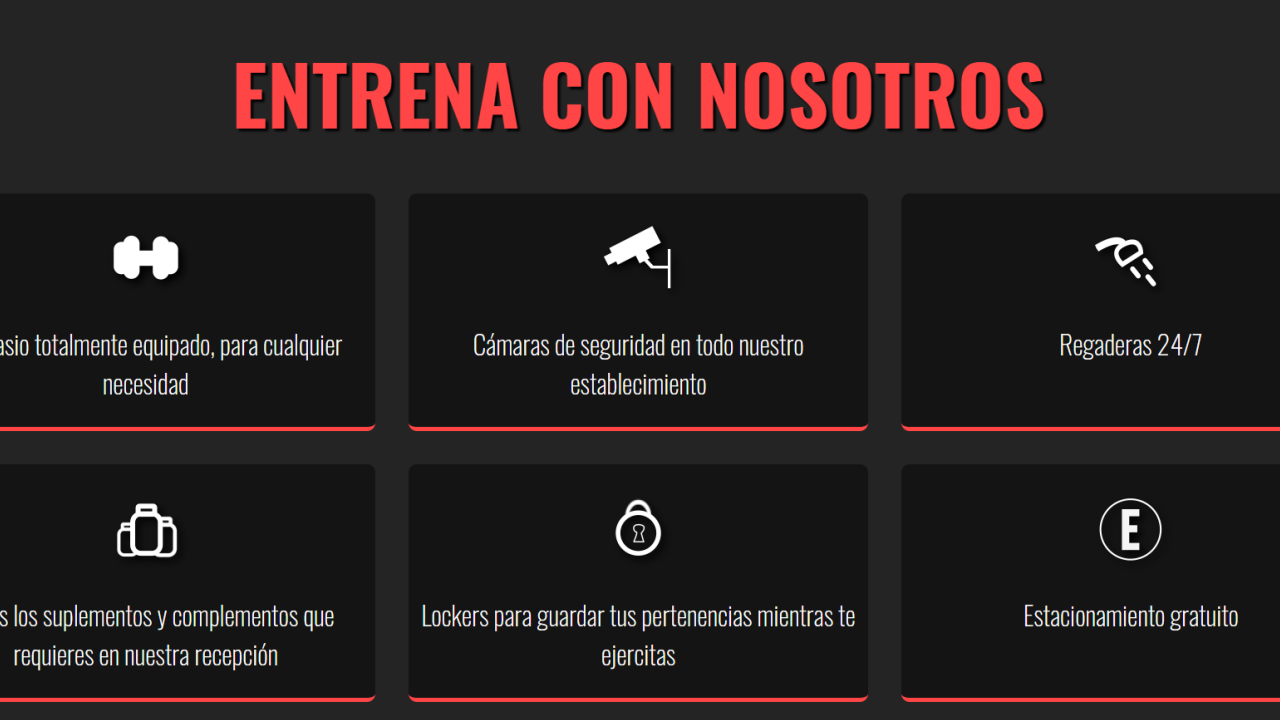 ENTRENA CON NOSOTROS
totalmente equipado, para cualquier
necesidad
Cámaras de seguridad en todo nuestro
establecimiento
Regaderas 24/7
los suplementos y complementos que
requieres en nuestra recepción
Lockers para guardar tus pertenencias mientras te
ejercitas
E
Estacionamiento gratuito